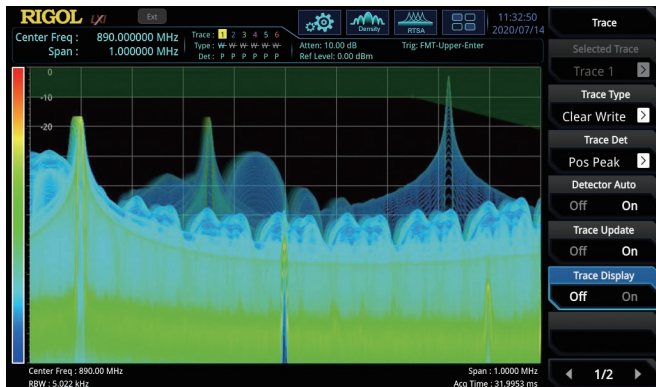 RIGOL LXI Ext
11:32:50
2020/07/14
Center Freq : 890.000000 MHz
Span : 1.000000 MHz
Trace : 1 2 3 4 5 6
Type : W W W W W W
Det : P P P P P P
Density
RTSA
Atten: 10.00 dB Trig: FMT-Upper-Enter
Ref Level: 0.00 dBm
0
-10
-20
Center Freq : 890.00 MHz Span : 1.0000 MHz
RBW : 5.022 kHz Acq Time : 31.9953 ms
Trace
Selected Trace
Trace 1 >
Trace Type
Clear Write >
Trace Det
Pos Peak >
Detector Auto
Off On
Trace Update
Off On
Trace Display
Off On
1/2